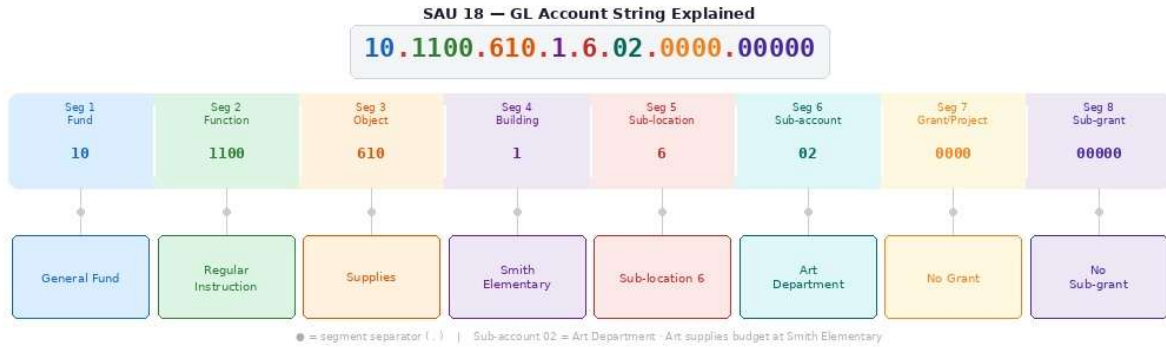 SAU 18 — GL Account String Explained
10.1100.610.1.6.02.0000.00000
Seg 1
Fund
10
Seg 2
Function
1100
Seg 3
Object
610
Seg 4
Building
1
Seg 5
Sub-location
6
Seg 6
Sub-account
02
Seg 7
Grant/Project
0000
Seg 8
Sub-grant
00000
General Fund
Regular
Instruction
Supplies
Smith
Elementary
Sub-location 6
Art
Department
No Grant
No
Sub-grant
● = segment separator ( . ) | Sub-account 02 = Art Department · Art supplies budget at Smith Elementary